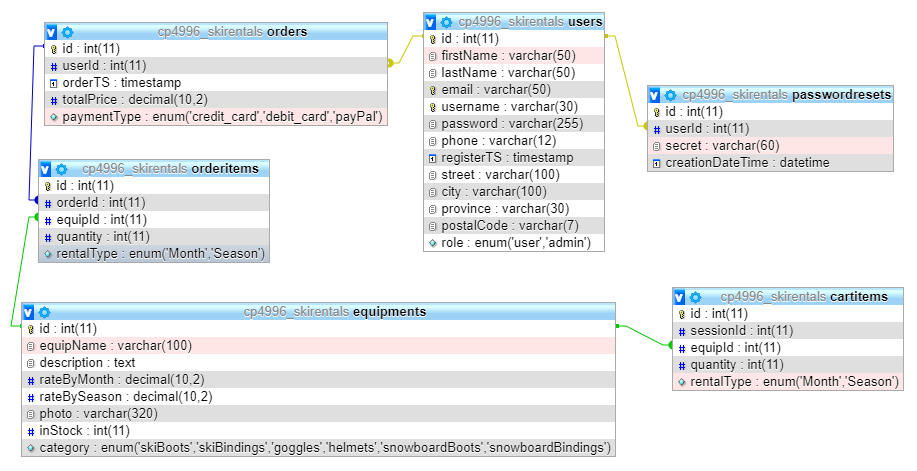 cp4996_skirentals orders
id : int(11)
userId : int(11)
orderTS : timestamp
totalPrice : decimal(10,2)
paymentType : enum('credit_card','debit_card','payPal')
cp4996_skirentals users
id : int(11)
firstName : varchar(50)
lastName : varchar(50)
email : varchar(50)
username : varchar(30)
password : varchar(255)
phone : varchar(12)
registerTS : timestamp
street : varchar(100)
city : varchar(100)
province : varchar(30)
postalCode : varchar(7)
role : enum('user','admin')
cp4996_skirentals passwordresets
id : int(11)
userId : int(11)
secret : varchar(60)
creationDateTime : datetime
cp4996_skirentals orderitems
id : int(11)
orderId : int(11)
equipId : int(11)
quantity : int(11)
rentalType : enum('Month','Season')
cp4996_skirentals equipments
id : int(11)
equipName : varchar(100)
description : text
rateByMonth : decimal(10,2)
rateBySeason : decimal(10,2)
photo : varchar(320)
inStock : int(11)
category : enum('skiBoots','skiBindings','goggles','helmets','snowboardBoots','snowboardBindings')
cp4996_skirentals cartitems
id : int(11)
sessionId : int(11)
equipId : int(11)
quantity : int(11)
rentalType : enum('Month','Season')